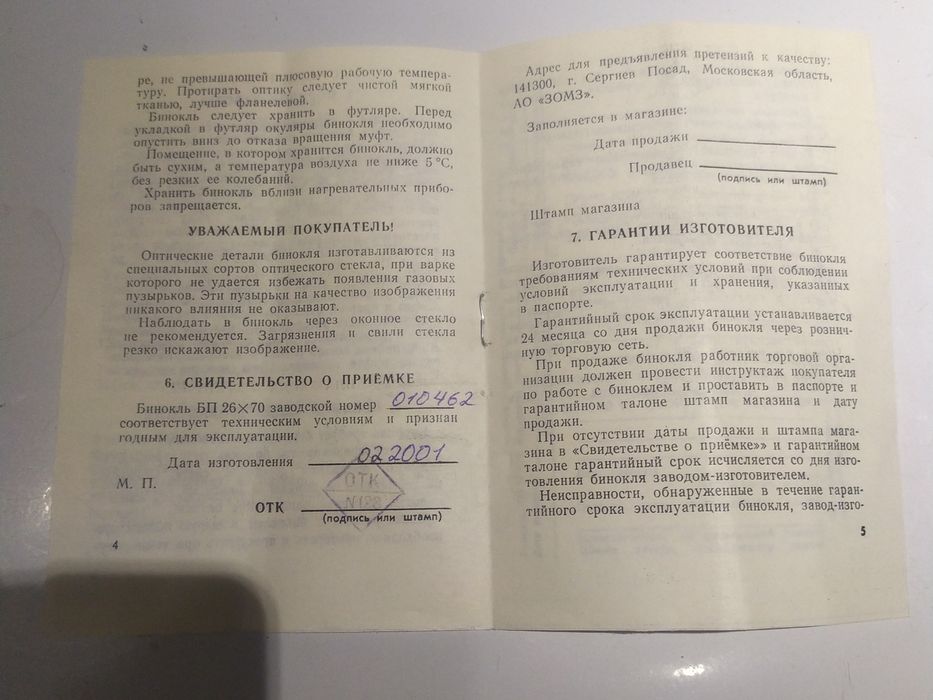 ре, не превышающей плюсовую рабочую темпера-
туру. Протирать оптику следует чистой мягкой
тканью, лучше фланелевой.
Бинокль следует хранить в футляре. Перед
укладкой в футляр окуляры бинокля необходимо
опустить вниз до отказа вращения муфт.
Помещение, в котором хранится бинокль, должно
быть сухим, а температура воздуха не ниже 5 °С,
без резких ее колебаний.
Хранить бинокль вблизи нагревательных прибо-
ров запрещается.
УВАЖАЕМЫЙ ПОКУПАТЕЛЬ!
Оптические детали бинокля изготавливаются из
специальных сортов оптического стекла, при варке
которого не удается избежать появления газовых
пузырьков. Эти пузырьки на качество изображения
никакого влияния не оказывают.
Наблюдать в бинокль через оконное стекло
не рекомендуется. Загрязнения и свили стекла
резко искажают изображение.
6. СВИДЕТЕЛЬСТВО О ПРИЁМКЕ
Бинокль БП 26×70 заводской номер 010462
соответствует техническим условиям и признан
годным для эксплуатации.
Дата изготовления 02 2001
М. П.
ОТК
N 128
ОТК
(подпись или штамп)
4
Адрес для предъявления претензий к качеству:
141300, г. Сергиев Посад, Московская область,
АО «ЗОМЗ».
Заполняется в магазине:
Дата продажи
Продавец
(подпись или штамп)
Штамп магазина
7. ГАРАНТИИ ИЗГОТОВИТЕЛЯ
Изготовитель гарантирует соответствие бинокля
требованиям технических условий при соблюдении
условий эксплуатации и хранения, указанных
в паспорте.
Гарантийный срок эксплуатации устанавливается
24 месяца со дня продажи бинокля через рознич-
ную торговую сеть.
При продаже бинокля работник торговой орга-
низации должен провести инструктаж покупателя
по работе с биноклем и проставить в паспорте и
гарантийном талоне штамп магазина и дату
продажи.
При отсутствии даты продажи и штампа мага-
зина в «Свидетельстве о приёмке»» и гарантийном
талоне гарантийный срок исчисляется со дня изго-
товления бинокля заводом-изготовителем.
Неисправности, обнаруженные в течение гаран-
тийного срока эксплуатации бинокля, завод-изго-
5